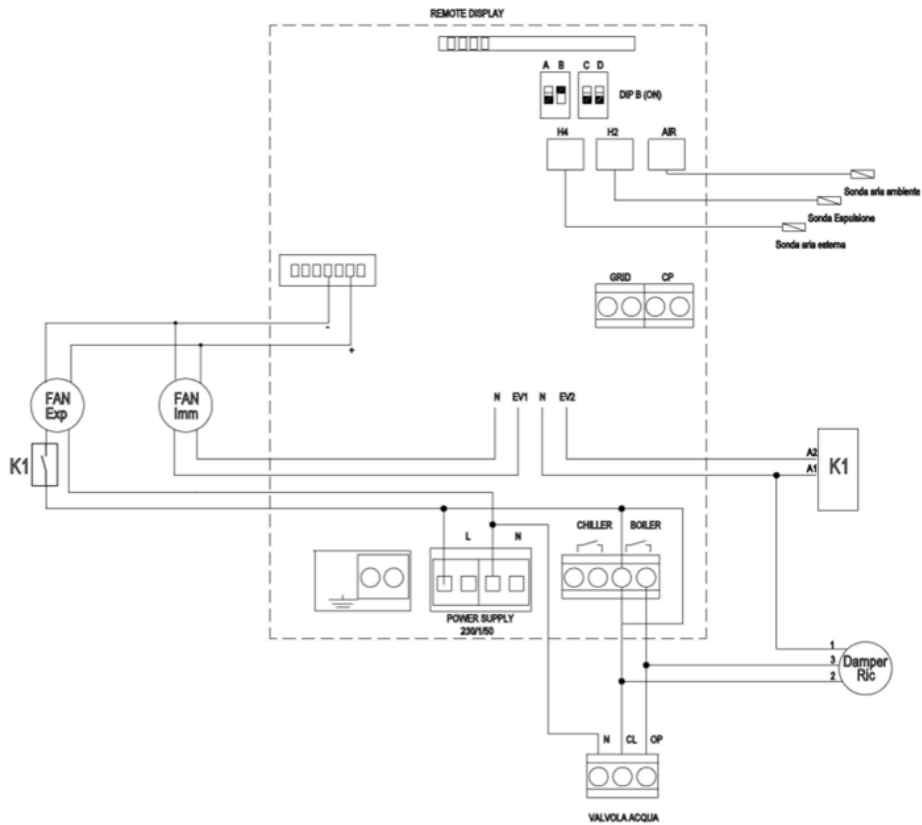 REMOTE DISPLAY
A B C D
DIP B (ON)
H4 H2 AIR
Sonda aria ambiente
Sonda Espulsione
Sonda aria esterna
GRID CP
-
+
FAN
Exp
FAN
Imm
N EV1 N EV2
K1
A2
A1
K1
L N
CHILLER BOILER
POWER SUPPLY
230/1/50
1
3
2
Damper
Ric
N CL OP
VALVOLA ACQUA